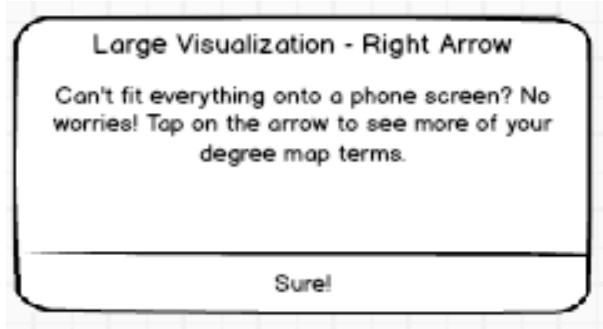 Large Visualization - Right Arrow
Can't fit everything onto a phone screen? No
worries! Tap on the arrow to see more of your
degree map terms.
Sure!